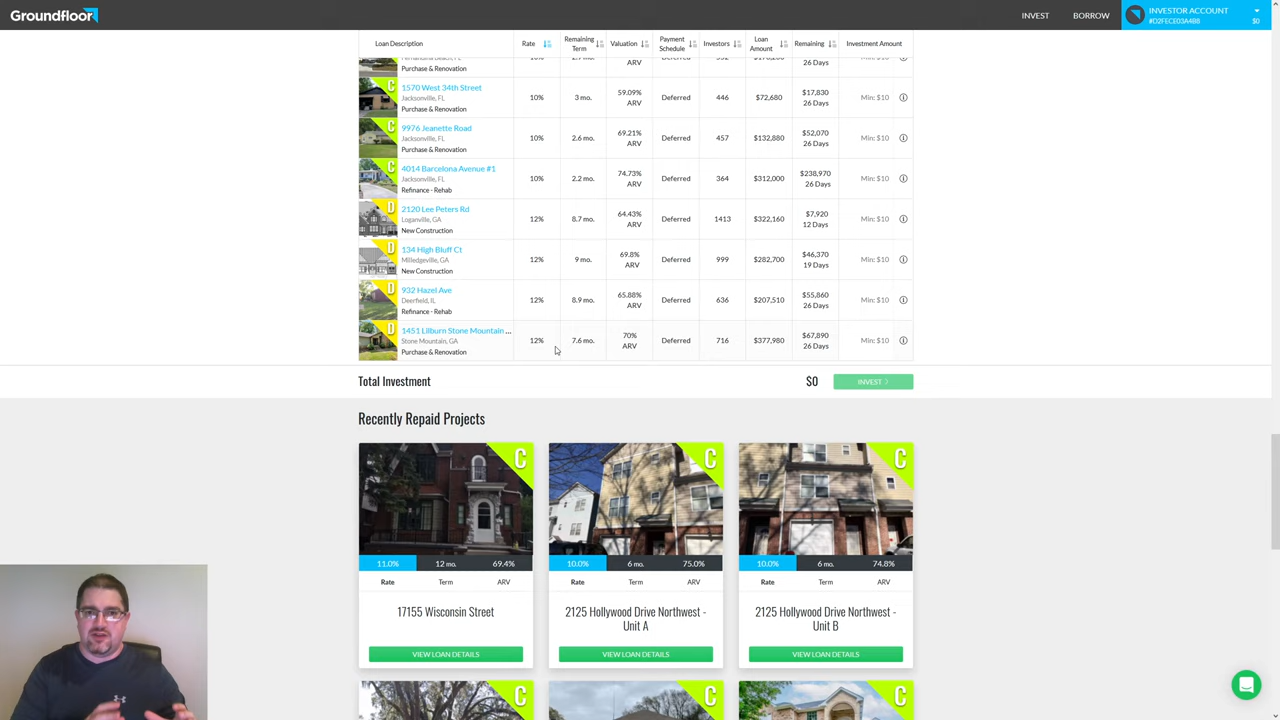 Groundfloor
INVEST
BORROW
INVESTOR ACCOUNT
#D2FECE03A4B8
$0
Loan Description
Rate
Remaining Term
Valuation
Payment Schedule
Investors
Loan Amount
Remaining
Investment Amount
Purchase & Renovation
26 Days
C
1570 West 34th Street
Jacksonville, FL
Purchase & Renovation
10%
3 mo.
59.09%
ARV
Deferred
446
$72,680
$17,830
26 Days
Min: $10
C
9976 Jeanette Road
Jacksonville, FL
Purchase & Renovation
10%
2.6 mo.
69.21%
ARV
Deferred
457
$132,880
$52,070
26 Days
Min: $10
C
4014 Barcelona Avenue #1
Jacksonville, FL
Refinance - Rehab
10%
2.2 mo.
74.73%
ARV
Deferred
364
$312,000
$238,970
26 Days
Min: $10
D
2120 Lee Peters Rd
Loganville, GA
New Construction
12%
8.7 mo.
64.43%
ARV
Deferred
1413
$322,160
$7,920
12 Days
Min: $10
D
134 High Bluff Ct
Milledgeville, GA
New Construction
12%
9 mo.
69.8%
ARV
Deferred
999
$282,700
$46,370
19 Days
Min: $10
D
932 Hazel Ave
Deerfield, IL
Refinance - Rehab
12%
8.9 mo.
65.88%
ARV
Deferred
636
$207,510
$55,860
26 Days
Min: $10
D
1451 Lilburn Stone Mountain ...
Stone Mountain, GA
Purchase & Renovation
12%
7.6 mo.
70%
ARV
Deferred
716
$377,980
$67,890
26 Days
Min: $10
Total Investment
$0
INVEST
Recently Repaid Projects
C
11.0%
12 mo.
69.4%
Rate
Term
ARV
17155 Wisconsin Street
VIEW LOAN DETAILS
C
10.0%
6 mo.
75.0%
Rate
Term
ARV
2125 Hollywood Drive Northwest -
Unit A
VIEW LOAN DETAILS
C
10.0%
6 mo.
74.8%
Rate
Term
ARV
2125 Hollywood Drive Northwest -
Unit B
VIEW LOAN DETAILS
C
C
C